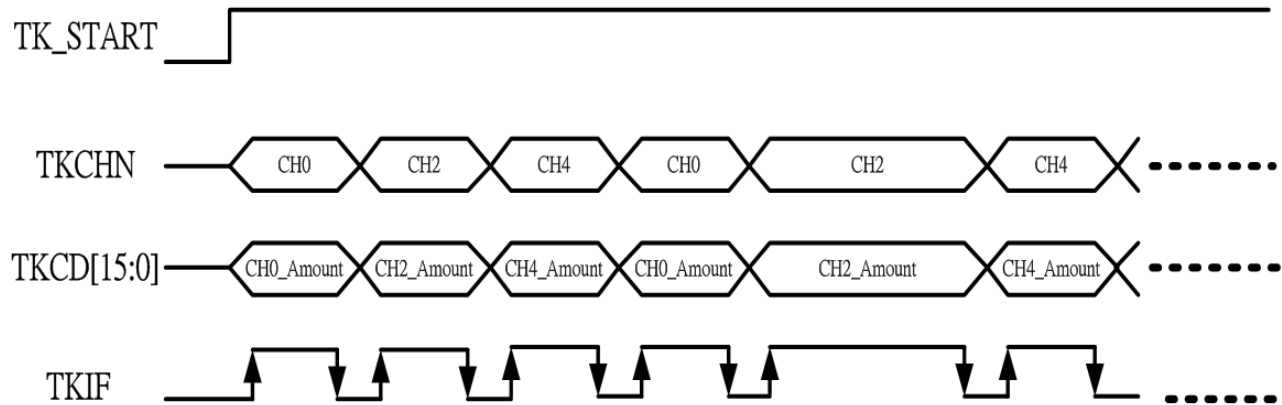 TK_START
TKCHN CH0 CH2 CH4 CH0 CH2 CH4
TKCD[15:0] CH0_Amount CH2_Amount CH4_Amount CH0_Amount CH2_Amount CH4_Amount
TKIF